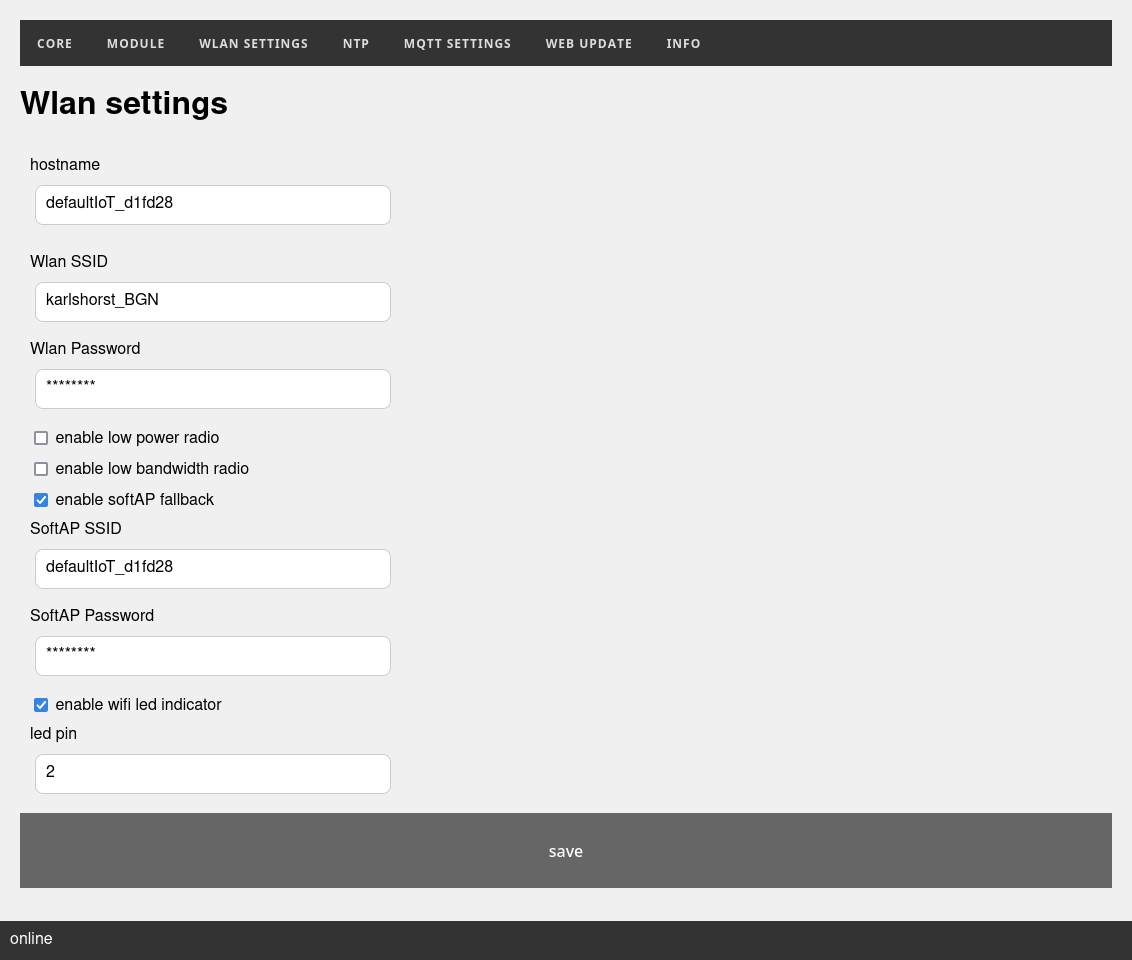 CORE MODULE WLAN SETTINGS NTP MQTT SETTINGS WEB UPDATE INFO
Wlan settings
hostname
defaultIoT_d1fd28
Wlan SSID
karlshorst_BGN
Wlan Password
********
enable low power radio
enable low bandwidth radio
enable softAP fallback
SoftAP SSID
defaultIoT_d1fd28
SoftAP Password
********
enable wifi led indicator
led pin
2
save
online